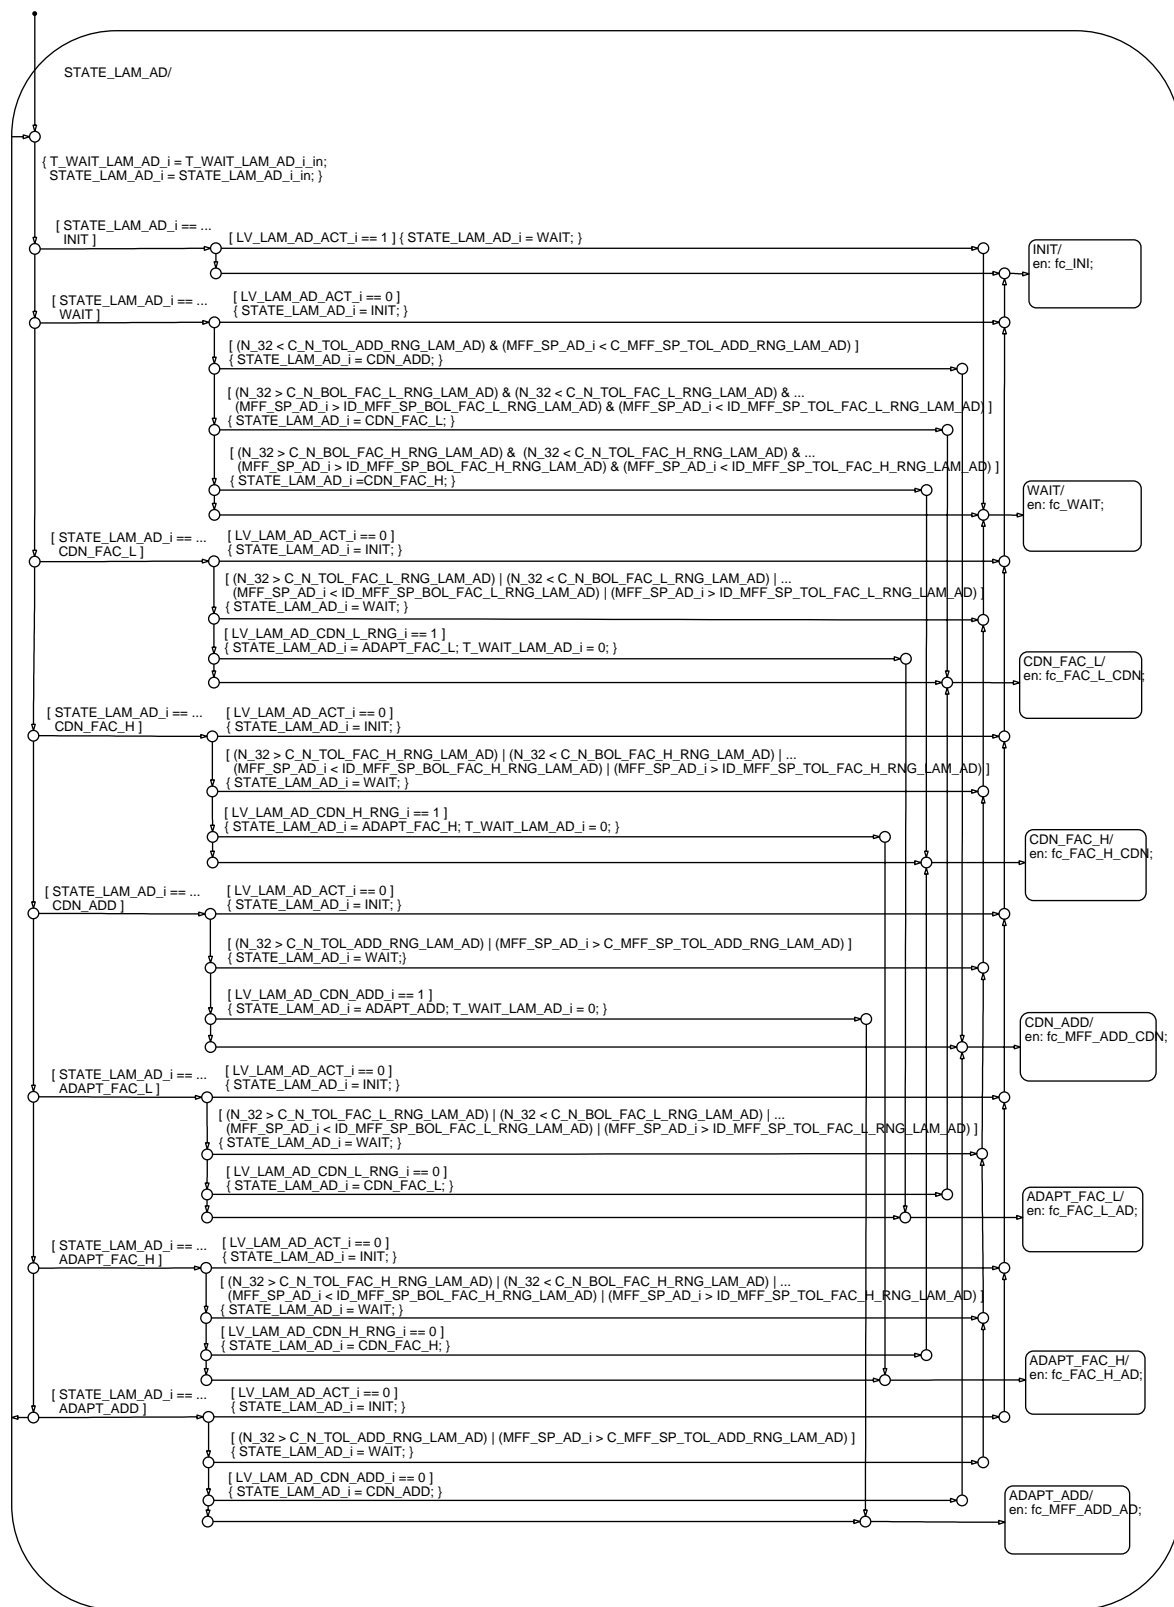 STATE_LAM_AD/
{ T_WAIT_LAM_AD_i = T_WAIT_LAM_AD_i_in;
STATE_LAM_AD_i = STATE_LAM_AD_i_in; }
[ STATE_LAM_AD_i == ...
INIT ]
[ LV_LAM_AD_ACT_i == 1 ] { STATE_LAM_AD_i = WAIT; }
INIT/
en: fc_INI;
[ STATE_LAM_AD_i == ...
WAIT ]
[ LV_LAM_AD_ACT_i == 0 ]
{ STATE_LAM_AD_i = INIT; }
[ (N_32 < C_N_TOL_ADD_RNG_LAM_AD) & (MFF_SP_AD_i < C_MFF_SP_TOL_ADD_RNG_LAM_AD) ]
{ STATE_LAM_AD_i = CDN_ADD; }
[ (N_32 > C_N_BOL_FAC_L_RNG_LAM_AD) & (N_32 < C_N_TOL_FAC_L_RNG_LAM_AD) & ...
(MFF_SP_AD_i > ID_MFF_SP_BOL_FAC_L_RNG_LAM_AD) & (MFF_SP_AD_i < ID_MFF_SP_TOL_FAC_L_RNG_LAM_AD) ]
{ STATE_LAM_AD_i = CDN_FAC_L; }
[ (N_32 > C_N_BOL_FAC_H_RNG_LAM_AD) &  (N_32 < C_N_TOL_FAC_H_RNG_LAM_AD) & ...
(MFF_SP_AD_i > ID_MFF_SP_BOL_FAC_H_RNG_LAM_AD) & (MFF_SP_AD_i < ID_MFF_SP_TOL_FAC_H_RNG_LAM_AD) ]
{ STATE_LAM_AD_i =CDN_FAC_H; }
WAIT/
en: fc_WAIT;
[ STATE_LAM_AD_i == ...
CDN_FAC_L ]
[ LV_LAM_AD_ACT_i == 0 ]
{ STATE_LAM_AD_i = INIT; }
[ (N_32 > C_N_TOL_FAC_L_RNG_LAM_AD) | (N_32 < C_N_BOL_FAC_L_RNG_LAM_AD) | ...
(MFF_SP_AD_i < ID_MFF_SP_BOL_FAC_L_RNG_LAM_AD) | (MFF_SP_AD_i > ID_MFF_SP_TOL_FAC_L_RNG_LAM_AD) ]
{ STATE_LAM_AD_i = WAIT; }
[ LV_LAM_AD_CDN_L_RNG_i == 1 ]
{ STATE_LAM_AD_i = ADAPT_FAC_L; T_WAIT_LAM_AD_i = 0; }
CDN_FAC_L/
en: fc_FAC_L_CDN;
[ STATE_LAM_AD_i == ...
CDN_FAC_H ]
[ LV_LAM_AD_ACT_i == 0 ]
{ STATE_LAM_AD_i = INIT; }
[ (N_32 > C_N_TOL_FAC_H_RNG_LAM_AD) | (N_32 < C_N_BOL_FAC_H_RNG_LAM_AD) | ...
(MFF_SP_AD_i < ID_MFF_SP_BOL_FAC_H_RNG_LAM_AD) | (MFF_SP_AD_i > ID_MFF_SP_TOL_FAC_H_RNG_LAM_AD) ]
{ STATE_LAM_AD_i = WAIT; }
[ LV_LAM_AD_CDN_H_RNG_i == 1 ]
{ STATE_LAM_AD_i = ADAPT_FAC_H; T_WAIT_LAM_AD_i = 0; }
CDN_FAC_H/
en: fc_FAC_H_CDN;
[ STATE_LAM_AD_i == ...
CDN_ADD ]
[ LV_LAM_AD_ACT_i == 0 ]
{ STATE_LAM_AD_i = INIT; }
[ (N_32 > C_N_TOL_ADD_RNG_LAM_AD) | (MFF_SP_AD_i > C_MFF_SP_TOL_ADD_RNG_LAM_AD) ]
{ STATE_LAM_AD_i = WAIT;}
[ LV_LAM_AD_CDN_ADD_i == 1 ]
{ STATE_LAM_AD_i = ADAPT_ADD; T_WAIT_LAM_AD_i = 0; }
CDN_ADD/
en: fc_MFF_ADD_CDN;
[ STATE_LAM_AD_i == ...
ADAPT_FAC_L ]
[ LV_LAM_AD_ACT_i == 0 ]
{ STATE_LAM_AD_i = INIT; }
[ (N_32 > C_N_TOL_FAC_L_RNG_LAM_AD) | (N_32 < C_N_BOL_FAC_L_RNG_LAM_AD) | ...
(MFF_SP_AD_i < ID_MFF_SP_BOL_FAC_L_RNG_LAM_AD) | (MFF_SP_AD_i > ID_MFF_SP_TOL_FAC_L_RNG_LAM_AD) ]
{ STATE_LAM_AD_i = WAIT; }
[ LV_LAM_AD_CDN_L_RNG_i == 0 ]
{ STATE_LAM_AD_i = CDN_FAC_L; }
ADAPT_FAC_L/
en: fc_FAC_L_AD;
[ STATE_LAM_AD_i == ...
ADAPT_FAC_H ]
[ LV_LAM_AD_ACT_i == 0 ]
{ STATE_LAM_AD_i = INIT; }
[ (N_32 > C_N_TOL_FAC_H_RNG_LAM_AD) | (N_32 < C_N_BOL_FAC_H_RNG_LAM_AD) | ...
(MFF_SP_AD_i < ID_MFF_SP_BOL_FAC_H_RNG_LAM_AD) | (MFF_SP_AD_i > ID_MFF_SP_TOL_FAC_H_RNG_LAM_AD) ]
{ STATE_LAM_AD_i = WAIT; }
[ LV_LAM_AD_CDN_H_RNG_i == 0 ]
{ STATE_LAM_AD_i = CDN_FAC_H; }
ADAPT_FAC_H/
en: fc_FAC_H_AD;
[ STATE_LAM_AD_i == ...
ADAPT_ADD ]
[ LV_LAM_AD_ACT_i == 0 ]
{ STATE_LAM_AD_i = INIT; }
[ (N_32 > C_N_TOL_ADD_RNG_LAM_AD) | (MFF_SP_AD_i > C_MFF_SP_TOL_ADD_RNG_LAM_AD) ]
{ STATE_LAM_AD_i = WAIT; }
[ LV_LAM_AD_CDN_ADD_i == 0 ]
{ STATE_LAM_AD_i = CDN_ADD; }
ADAPT_ADD/
en: fc_MFF_ADD_AD;